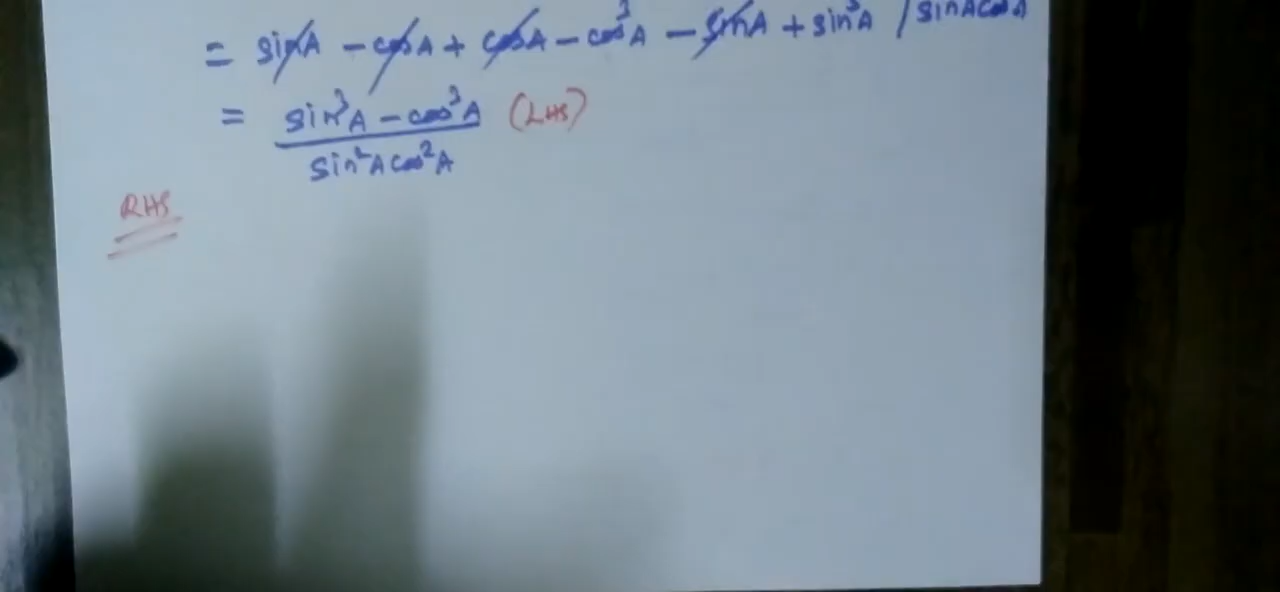 = sinA - cosA + cosA - cos³A - sinA + sin³A / sinAcosA
= sin³A - cos³A (LHS)
sin²Acos²A
RHS